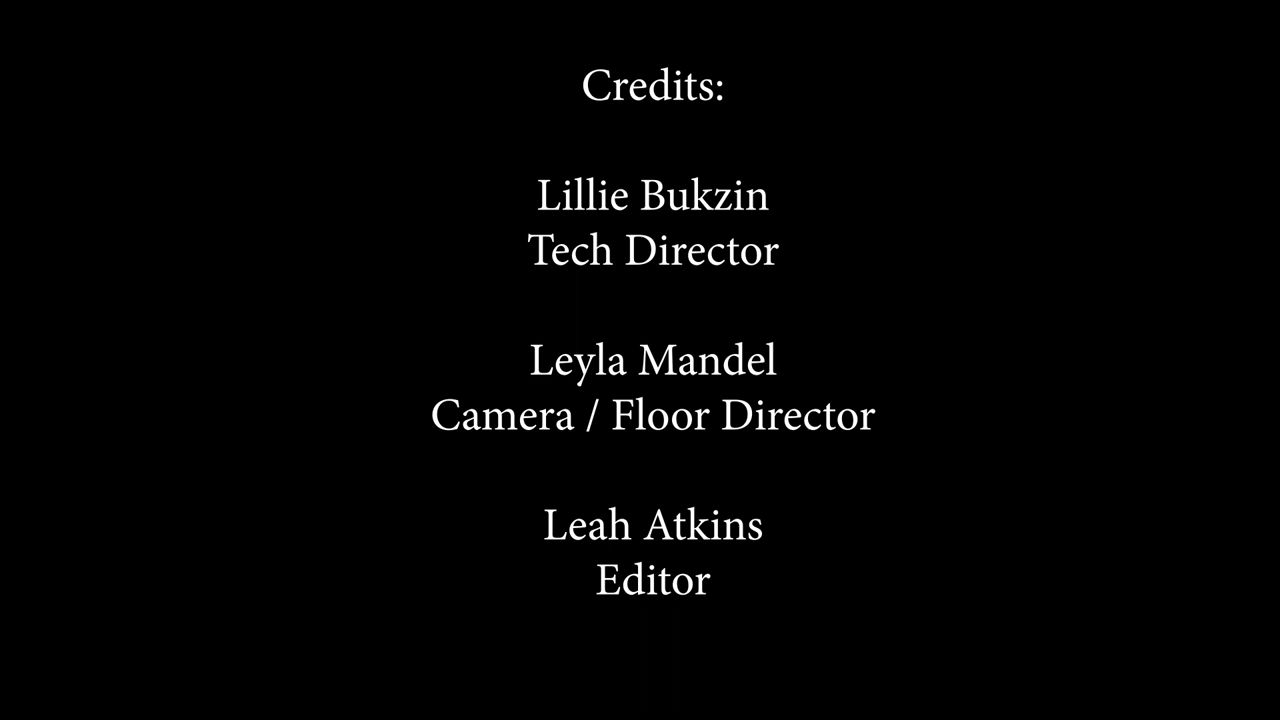 Credits:
Lillie Bukzin
Tech Director
Leyla Mandel
Camera / Floor Director
Leah Atkins
Editor